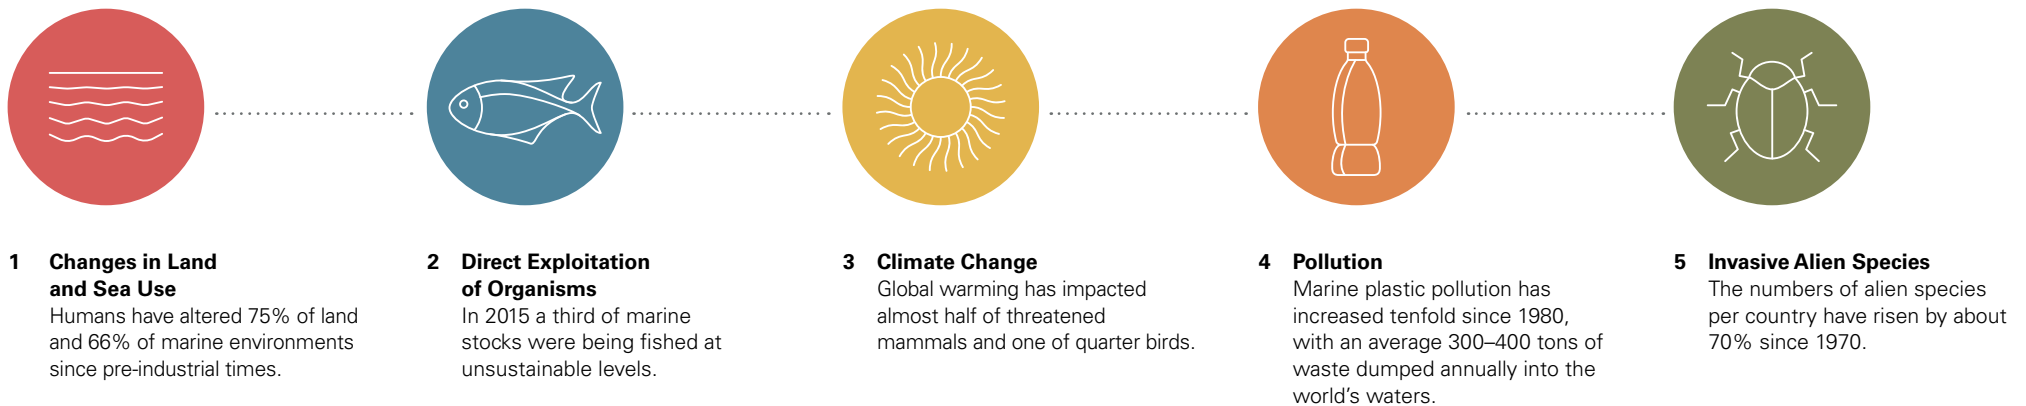 1 Changes in Land
and Sea Use
Humans have altered 75% of land
and 66% of marine environments
since pre-industrial times.
2 Direct Exploitation
of Organisms
In 2015 a third of marine
stocks were being fished at
unsustainable levels.
3 Climate Change
Global warming has impacted
almost half of threatened
mammals and one of quarter birds.
4 Pollution
Marine plastic pollution has
increased tenfold since 1980,
with an average 300–400 tons of
waste dumped annually into the
world’s waters.
5 Invasive Alien Species
The numbers of alien species
per country have risen by about
70% since 1970.